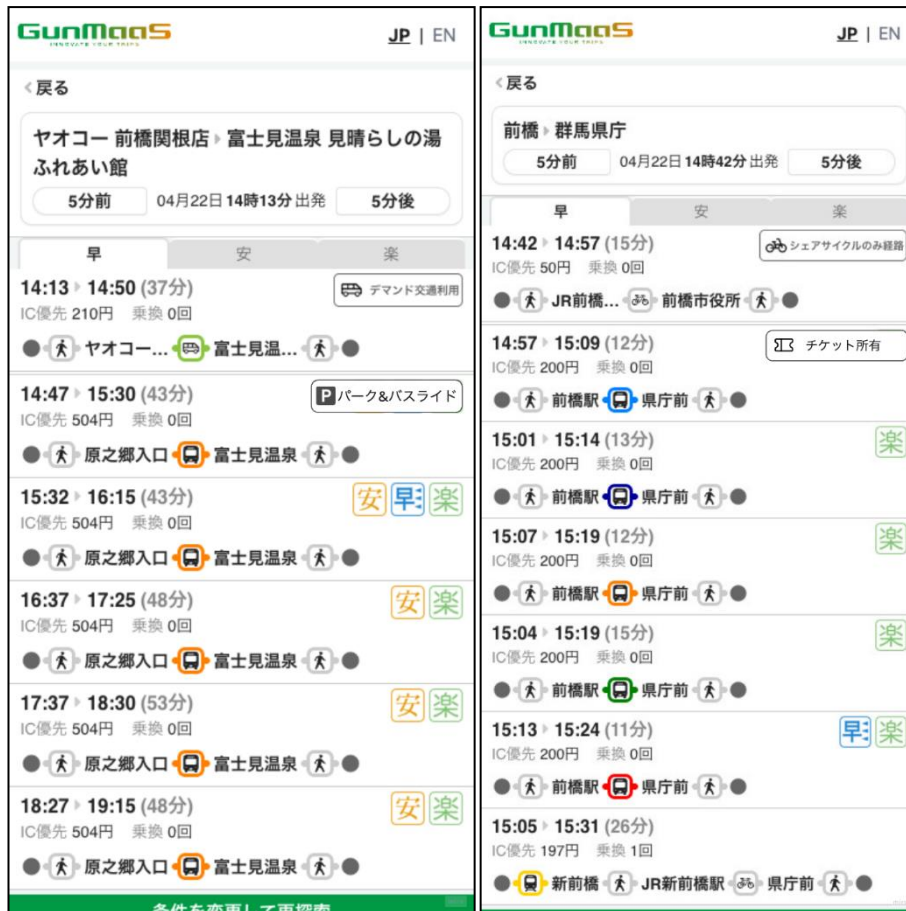 GunMaaS
INNOVATE YOUR TRIPS
JP | EN
戻る
ヤオコー 前橋関根店 富士見温泉 見晴らしの湯
ふれあい館
5分前 04月22日 14時13分 出発 5分後
早 安 楽
14:13 14:50 (37分) デマンド交通利用
IC優先 210円 乗換 0回
ヤオコー... 富士見温...
14:47 15:30 (43分) P パーク&バスライド
IC優先 504円 乗換 0回
原之郷入口 富士見温泉
15:32 16:15 (43分) 安 早 楽
IC優先 504円 乗換 0回
原之郷入口 富士見温泉
16:37 17:25 (48分) 安 楽
IC優先 504円 乗換 0回
原之郷入口 富士見温泉
17:37 18:30 (53分) 安 楽
IC優先 504円 乗換 0回
原之郷入口 富士見温泉
18:27 19:15 (48分) 安 楽
IC優先 504円 乗換 0回
原之郷入口 富士見温泉
条件を変更して再探索
GunMaaS
INNOVATE YOUR TRIPS
JP | EN
戻る
前橋 群馬県庁
5分前 04月22日 14時42分 出発 5分後
早 安 楽
14:42 14:57 (15分) シェアサイクルのみ経路
IC優先 50円 乗換 0回
JR前橋... 前橋市役所
14:57 15:09 (12分) チケット所有
IC優先 200円 乗換 0回
前橋駅 県庁前
15:01 15:14 (13分) 楽
IC優先 200円 乗換 0回
前橋駅 県庁前
15:07 15:19 (12分) 楽
IC優先 200円 乗換 0回
前橋駅 県庁前
15:04 15:19 (15分) 楽
IC優先 200円 乗換 0回
前橋駅 県庁前
15:13 15:24 (11分) 早 楽
IC優先 200円 乗換 0回
前橋駅 県庁前
15:05 15:31 (26分)
IC優先 197円 乗換 1回
新前橋 JR新前橋駅 県庁前